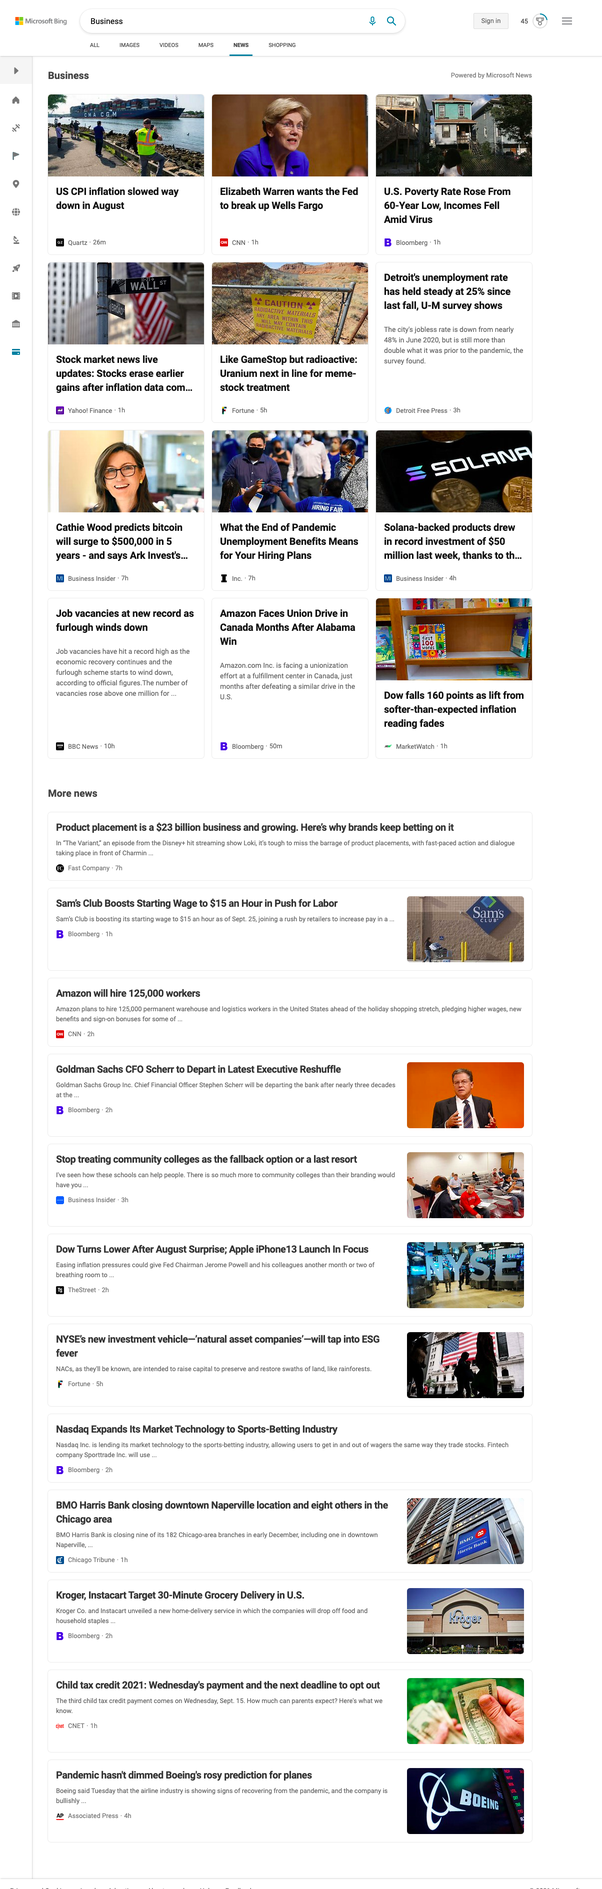 Microsoft Bing
Business
Sign in
45
ALL IMAGES VIDEOS MAPS NEWS SHOPPING
Business
Powered by Microsoft News
CMA CGM
US CPI inflation slowed way
down in August
Quartz · 26m
Elizabeth Warren wants the Fed
to break up Wells Fargo
CNN · 1h
U.S. Poverty Rate Rose From
60-Year Low, Incomes Fell
Amid Virus
Bloomberg · 1h
WALL ST
Stock market news live
updates: Stocks erase earlier
gains after inflation data com...
Yahoo! Finance · 1h
CAUTION
Like GameStop but radioactive:
Uranium next in line for meme-
stock treatment
Fortune · 5h
Detroit's unemployment rate
has held steady at 25% since
last fall, U-M survey shows
The city's jobless rate is down from nearly
48% in June 2020, but is still more than
double what it was prior to the pandemic, the
survey found.
Detroit Free Press · 3h
Cathie Wood predicts bitcoin
will surge to $500,000 in 5
years - and says Ark Invest's...
Business Insider · 7h
HIRING FAIR
What the End of Pandemic
Unemployment Benefits Means
for Your Hiring Plans
Inc. · 7h
SOLANA
Solana-backed products drew
in record investment of $50
million last week, thanks to th...
Business Insider · 4h
Job vacancies at new record as
furlough winds down
Job vacancies have hit a record high as the
economic recovery continues and the
furlough scheme starts to wind down,
according to official figures.The number of
vacancies rose above one million for ...
BBC News · 10h
Amazon Faces Union Drive in
Canada Months After Alabama
Win
Amazon.com Inc. is facing a unionization
effort at a fulfillment center in Canada, just
months after defeating a similar drive in the
U.S.
Bloomberg · 50m
first
100
words
Dow falls 160 points as lift from
softer-than-expected inflation
reading fades
MarketWatch · 1h
More news
Product placement is a $23 billion business and growing. Here's why brands keep betting on it
In "The Variant," an episode from the Disney+ hit streaming show Loki, it's tough to miss the barrage of product placements, with fast-paced action and dialogue
taking place in front of Charmin ...
Fast Company · 7h
Sam's Club Boosts Starting Wage to $15 an Hour in Push for Labor
Sam's Club is boosting its starting wage to $15 an hour as of Sept. 25, joining a rush by retailers to increase pay in a ...
Bloomberg · 1h
Sam's
CLUB
Amazon will hire 125,000 workers
Amazon plans to hire 125,000 permanent warehouse and logistics workers in the United States ahead of the holiday shopping stretch, pledging higher wages, new
benefits and sign-on bonuses for some of ...
CNN · 2h
Goldman Sachs CFO Scherr to Depart in Latest Executive Reshuffle
Goldman Sachs Group Inc. Chief Financial Officer Stephen Scherr will be departing the bank after nearly three decades
at the ...
Bloomberg · 2h
Stop treating community colleges as the fallback option or a last resort
I've seen how these schools can help people. There is so much more to community colleges than their branding would
have you ...
Business Insider · 3h
Dow Turns Lower After August Surprise; Apple iPhone13 Launch In Focus
Easing inflation pressures could give Fed Chairman Jerome Powell and his colleagues another month or two of
breathing room to ...
TheStreet · 2h
NYSE
NYSE's new investment vehicle—'natural asset companies'—will tap into ESG
fever
NACs, as they'll be known, are intended to raise capital to preserve and restore swaths of land, like rainforests.
Fortune · 5h
Nasdaq Expands Its Market Technology to Sports-Betting Industry
Nasdaq Inc. is lending its market technology to the sports-betting industry, allowing users to get in and out of wagers the same way they trade stocks. Fintech
company Sporttrade Inc. will use ...
Bloomberg · 2h
BMO Harris Bank closing downtown Naperville location and eight others in the
Chicago area
BMO Harris Bank is closing nine of its 182 Chicago-area branches in early December, including one in downtown
Naperville, ...
Chicago Tribune · 1h
BMO
Harris Bank
Kroger, Instacart Target 30-Minute Grocery Delivery in U.S.
Kroger Co. and Instacart unveiled a new home-delivery service in which the companies will drop off food and
household staples ...
Bloomberg · 2h
Kroger
Child tax credit 2021: Wednesday's payment and the next deadline to opt out
The third child tax credit payment comes on Wednesday, Sept. 15. How much can parents expect? Here's what we
know.
CNET · 1h
Pandemic hasn't dimmed Boeing's rosy prediction for planes
Boeing said Tuesday that the airline industry is showing signs of recovering from the pandemic, and the company is
bullishly ...
AP Associated Press · 4h
BOEING